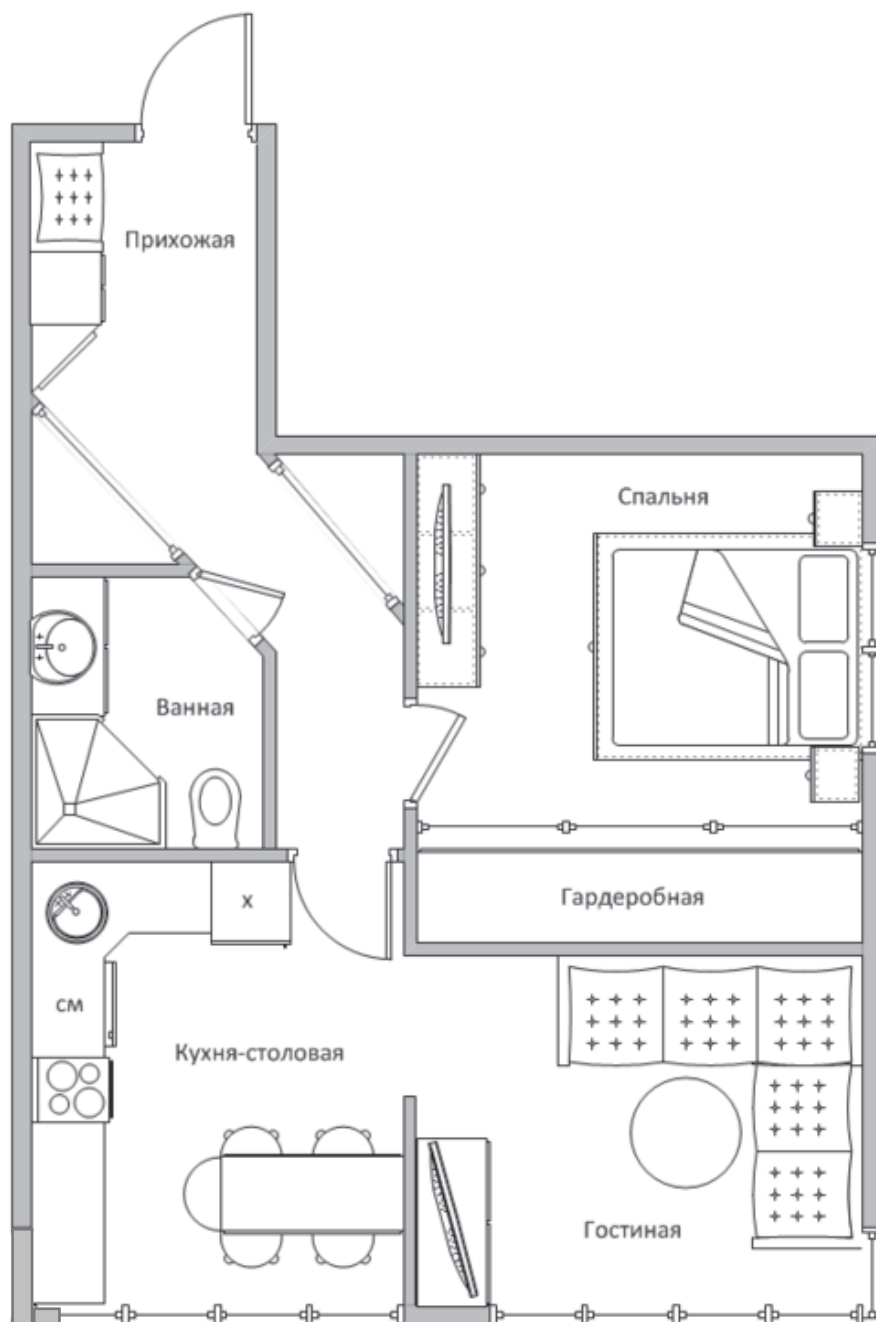 Прихожая
Спальня
Ванная
Гардеробная
х
см
Кухня-столовая
Гостиная